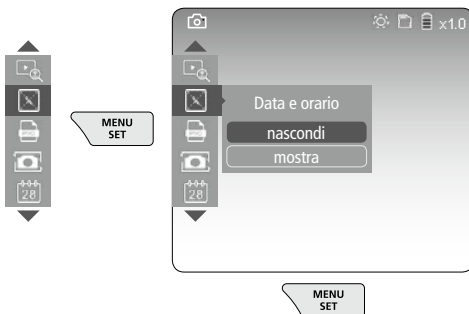 x1.0
MENU
SET
Data e orario
nascondi
mostra
28
28
MENU
SET